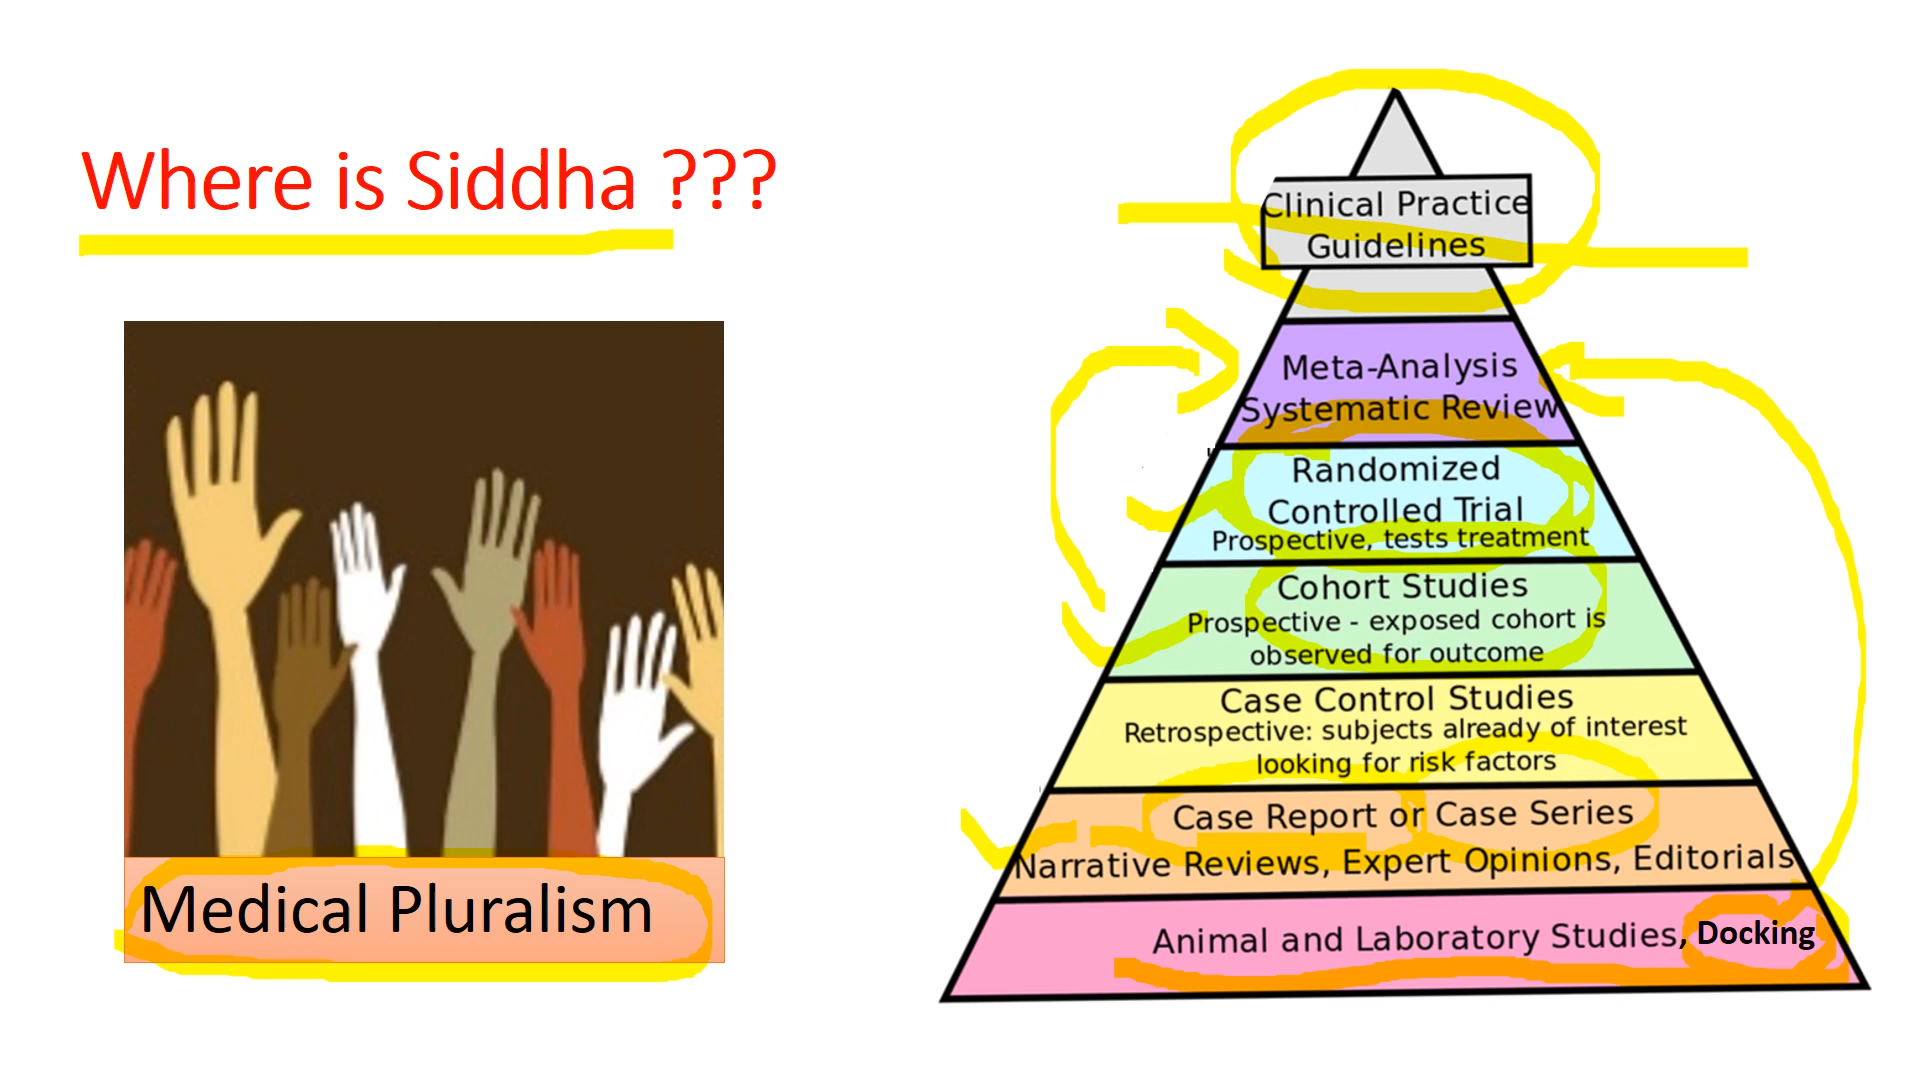 Where is Siddha ???
Medical Pluralism
Clinical Practice
Guidelines
Meta-Analysis
Systematic Review
Randomized
Controlled Trial
Prospective, tests treatment
Cohort Studies
Prospective - exposed cohort is
observed for outcome
Case Control Studies
Retrospective: subjects already of interest
looking for risk factors
Case Report or Case Series
Narrative Reviews, Expert Opinions, Editorials
Animal and Laboratory Studies, Docking